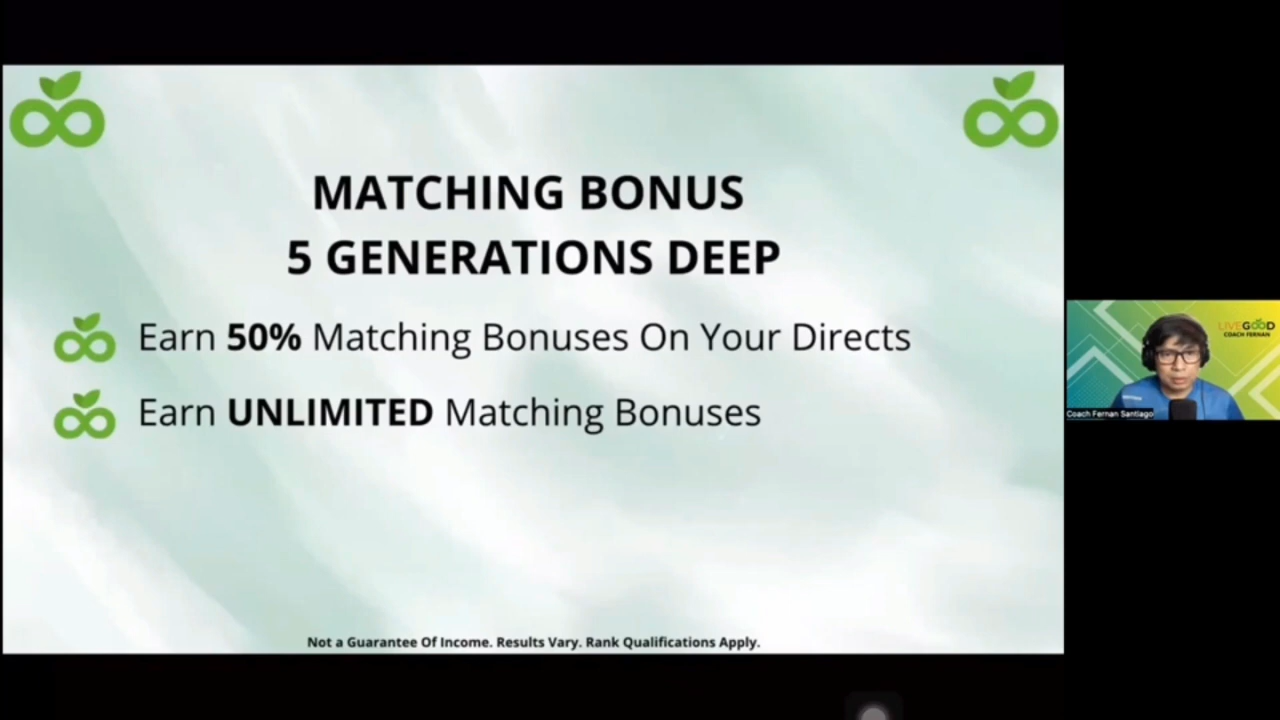 MATCHING BONUS
5 GENERATIONS DEEP
Earn 50% Matching Bonuses On Your Directs
Earn UNLIMITED Matching Bonuses
Not a Guarantee Of Income. Results Vary. Rank Qualifications Apply.
LIVEGOOD
COACH FERNAN
Coach Fernan Santiago